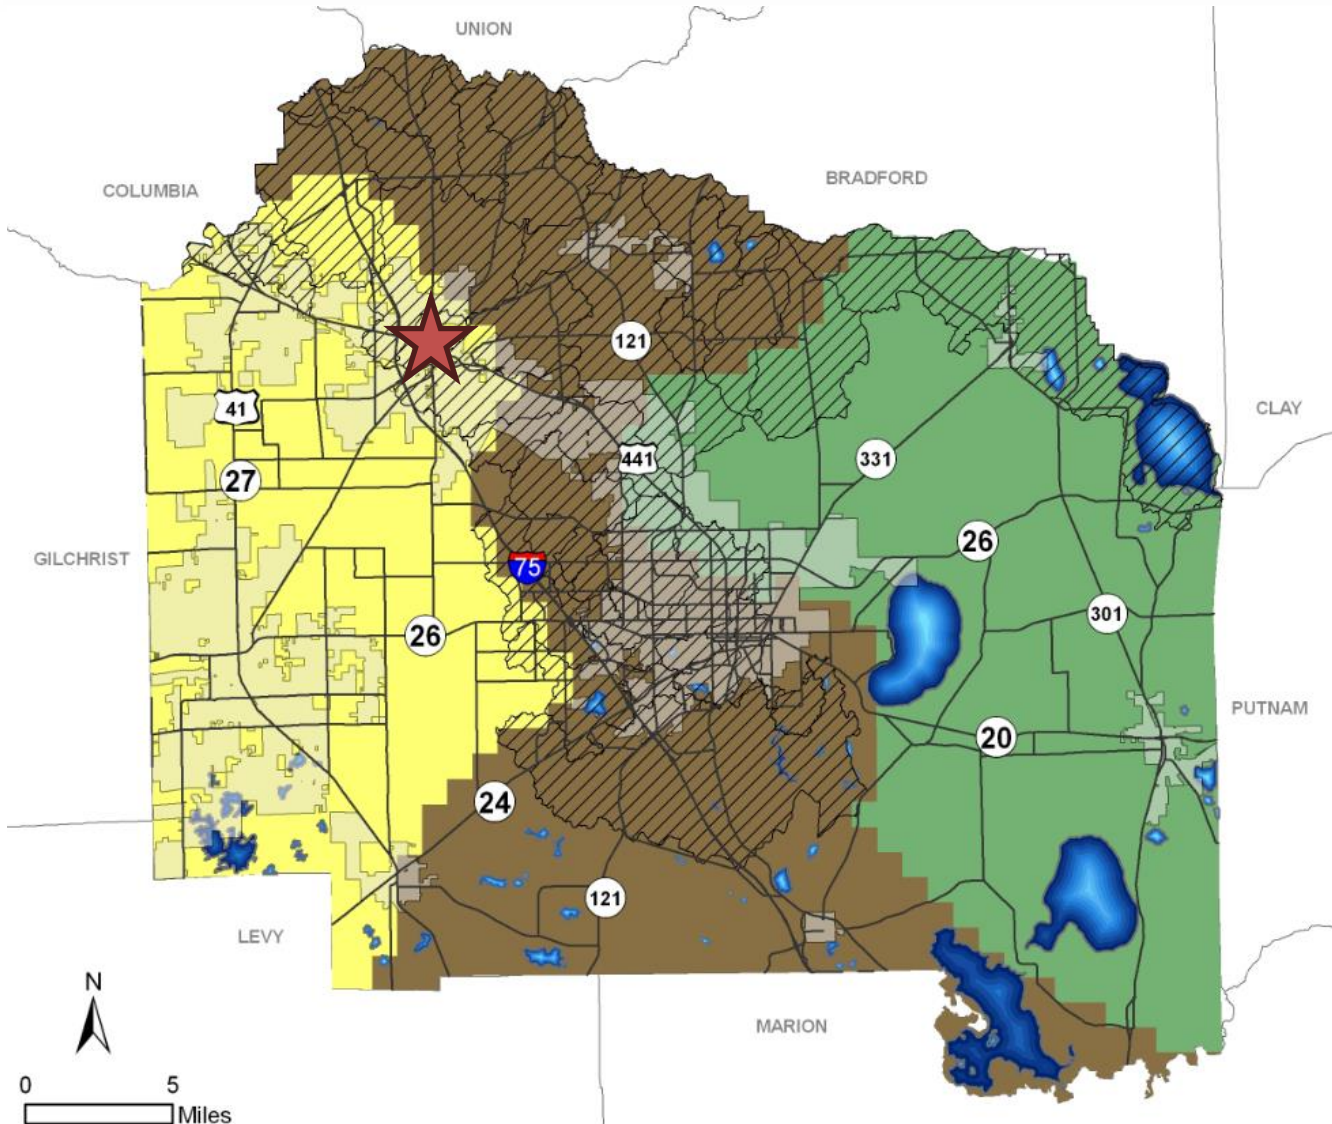 UNION
COLUMBIA
BRADFORD
121
41
CLAY
441
331
27
26
GILCHRIST
75
301
26
PUTNAM
20
24
121
LEVY
N
MARION
0 5
Miles